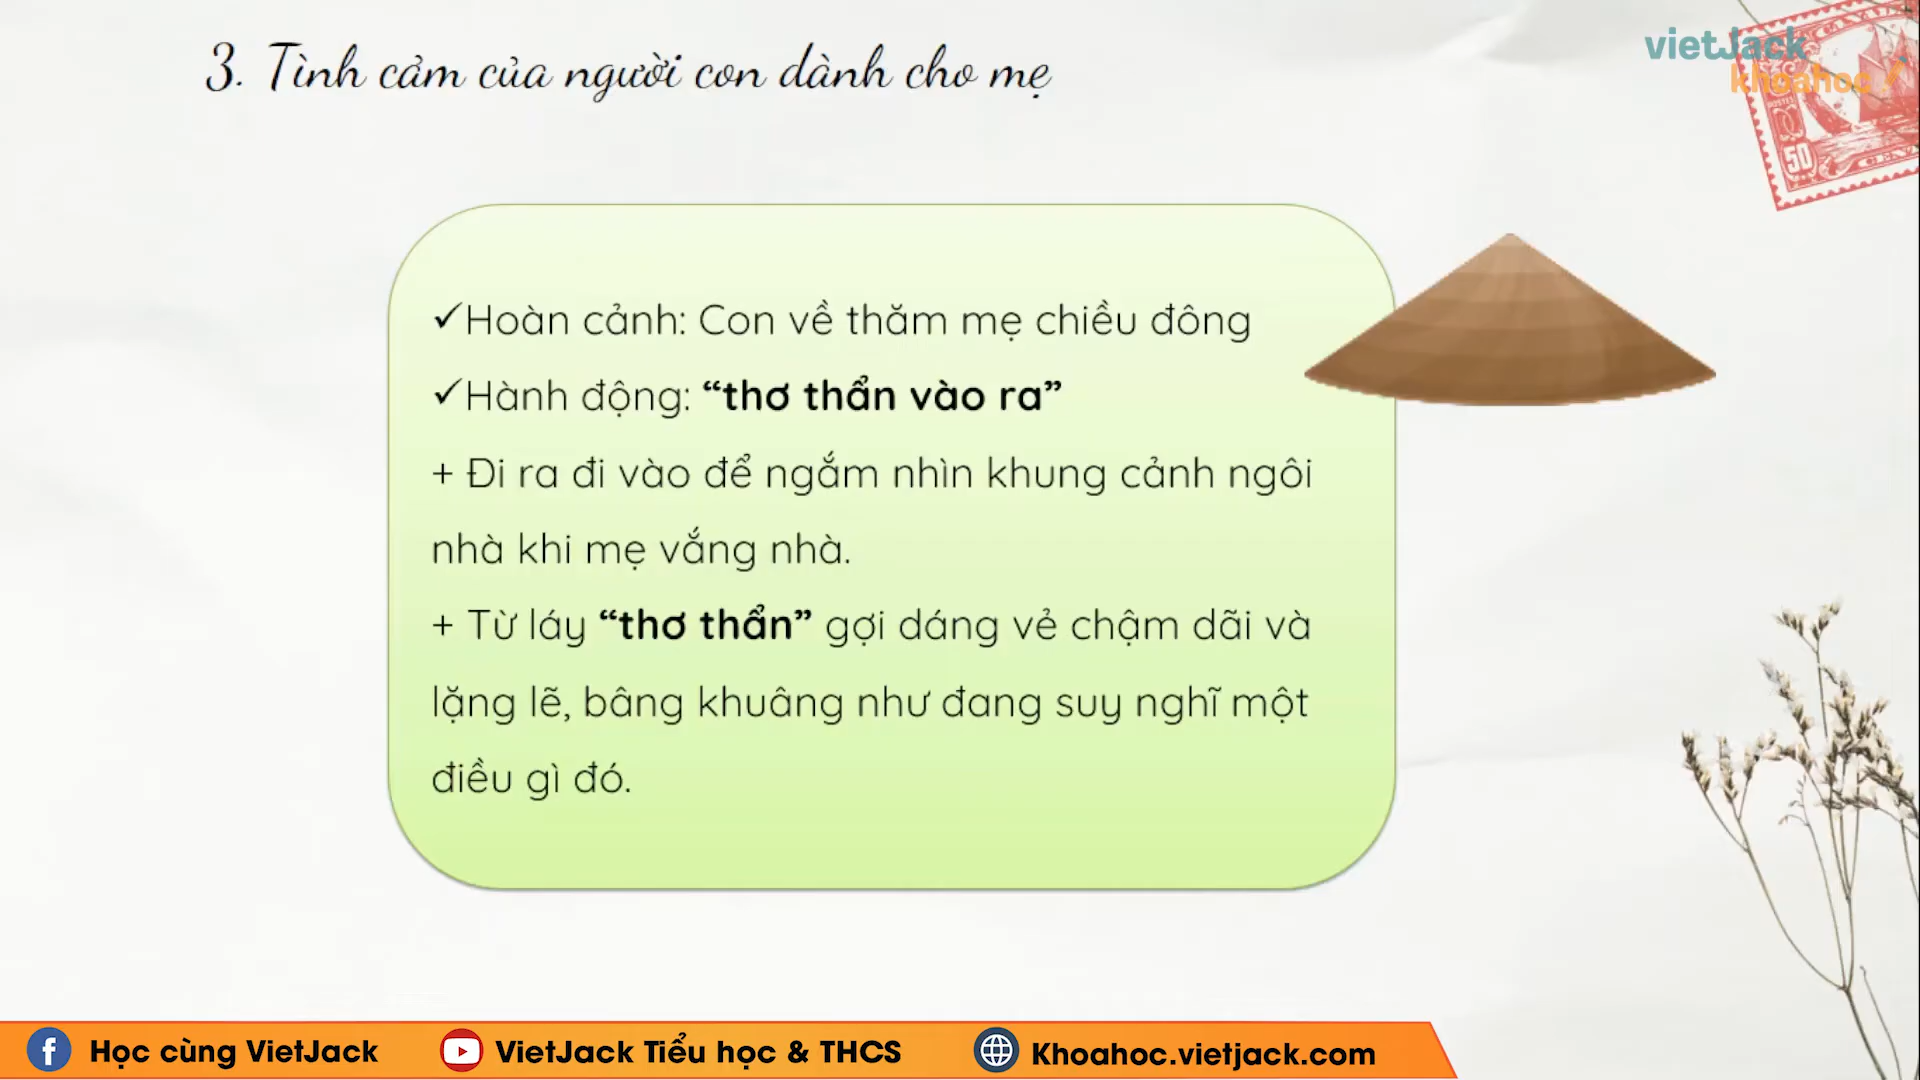 3. Tình cảm của người con dành cho mẹ
vietJack
khoahoc
POSTES
50
CENT
✓Hoàn cảnh: Con về thăm mẹ chiều đông
✓Hành động: “thơ thẩn vào ra”
+ Đi ra đi vào để ngắm nhìn khung cảnh ngôi
nhà khi mẹ vắng nhà.
+ Từ láy “thơ thẩn” gợi dáng vẻ chậm dãi và
lặng lẽ, bâng khuâng như đang suy nghĩ một
điều gì đó.
Học cùng VietJack
VietJack Tiểu học & THCS
Khoahoc.vietjack.com